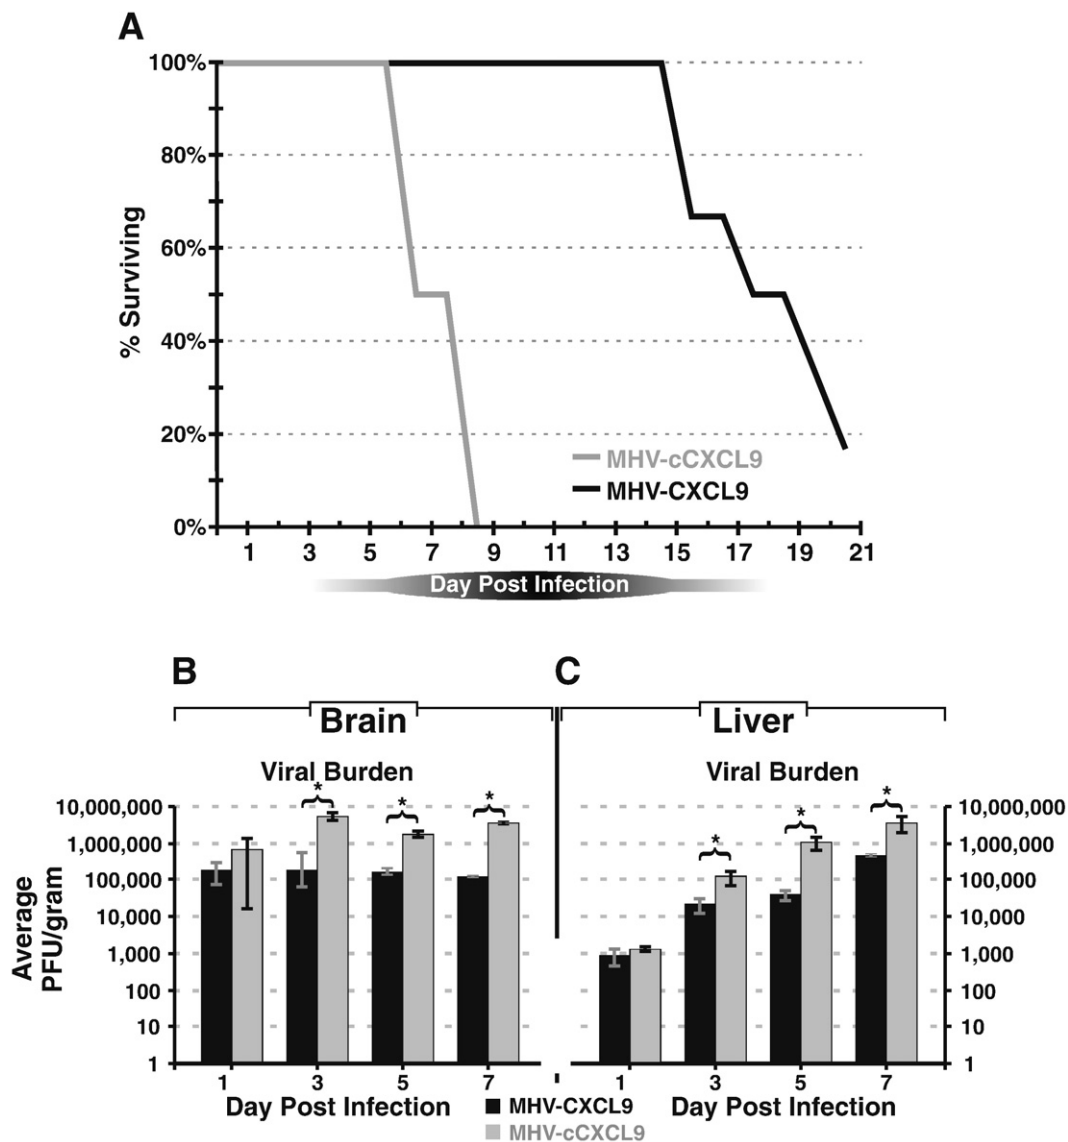 A
100%
80%
60%
40%
20%
0%
% Surviving
MHV-cCXCL9
MHV-CXCL9
1 3 5 7 9 11 13 15 17 19 21
Day Post Infection
B C
Brain Liver
Viral Burden Viral Burden
* * * * * *
10,000,000 10,000,000
1,000,000 1,000,000
100,000 100,000
10,000 10,000
1,000 1,000
100 100
10 10
1 1
Average
PFU/gram
1 3 5 7 1 3 5 7
Day Post Infection MHV-CXCL9 Day Post Infection
MHV-cCXCL9